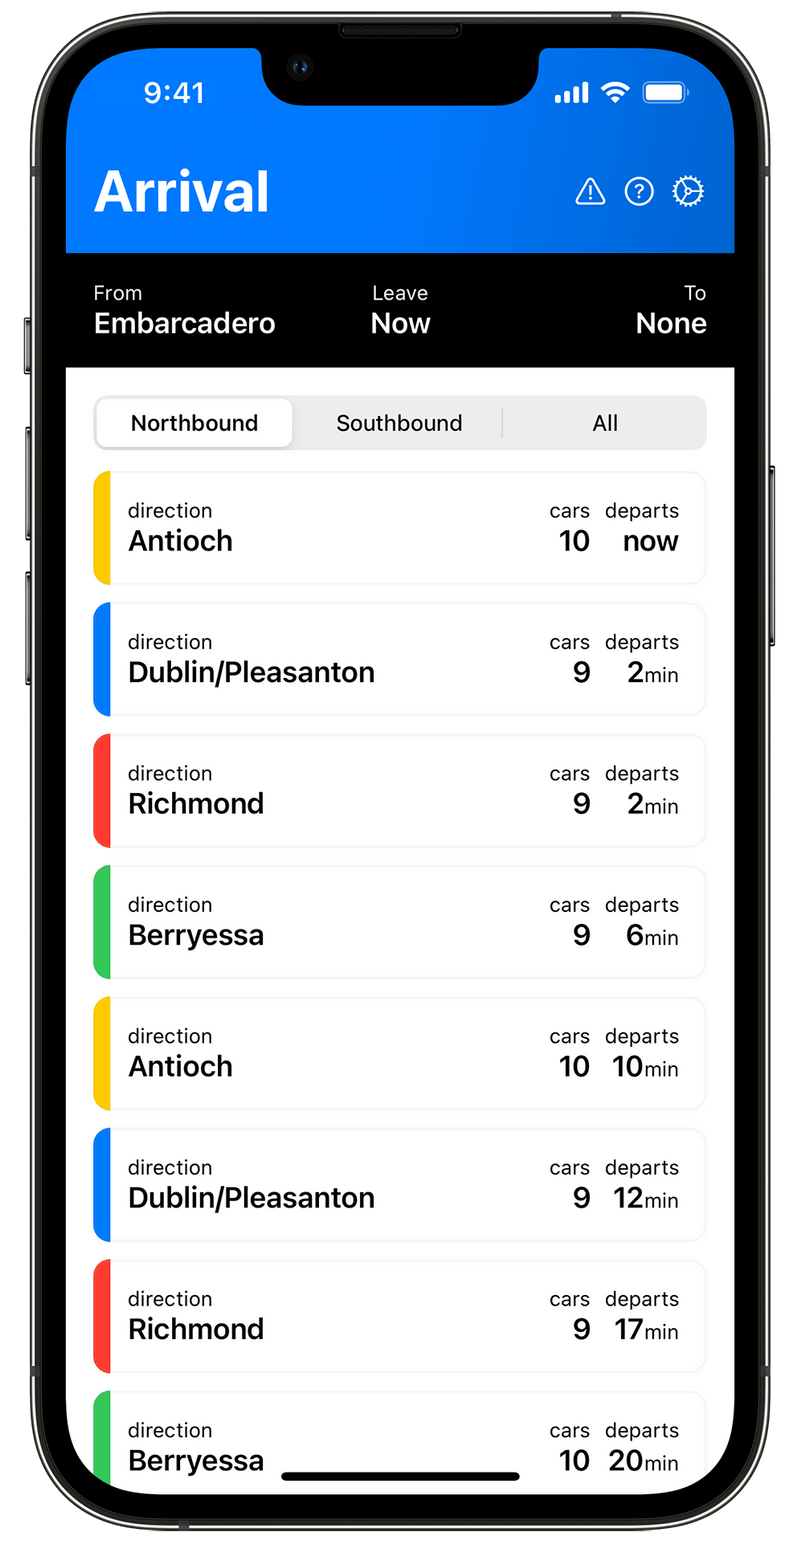 9:41
Arrival
From Leave To
Embarcadero Now None
Northbound Southbound All
direction cars departs
Antioch 10 now
direction cars departs
Dublin/Pleasanton 9 2min
direction cars departs
Richmond 9 2min
direction cars departs
Berryessa 9 6min
direction cars departs
Antioch 10 10min
direction cars departs
Dublin/Pleasanton 9 12min
direction cars departs
Richmond 9 17min
direction cars departs
Berryessa 10 20min